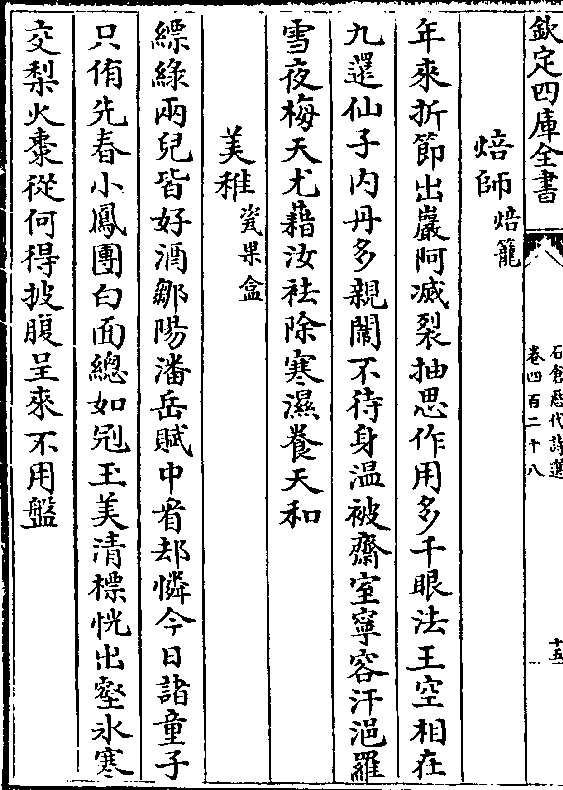 欽定四庫全書
石倉歷代詩選
卷四百二十八
十五
焙師焙籠
年來折節出巖阿滅裂抽思作用多千眼法王空相在
九還仙子内丹多親闈不待身温被齋室寧容汗浥羅
雪夜梅天尤藉汝祛除寒濕養天和
美稚瓷果盒
縹綠兩兒皆好酒鄒陽潘岳賦中㸔却憐今日諸童子
只侑先春小鳳團白面總如冠玉美清標恍出壑氷寒
交梨火棗從何得披腹呈來不用盤